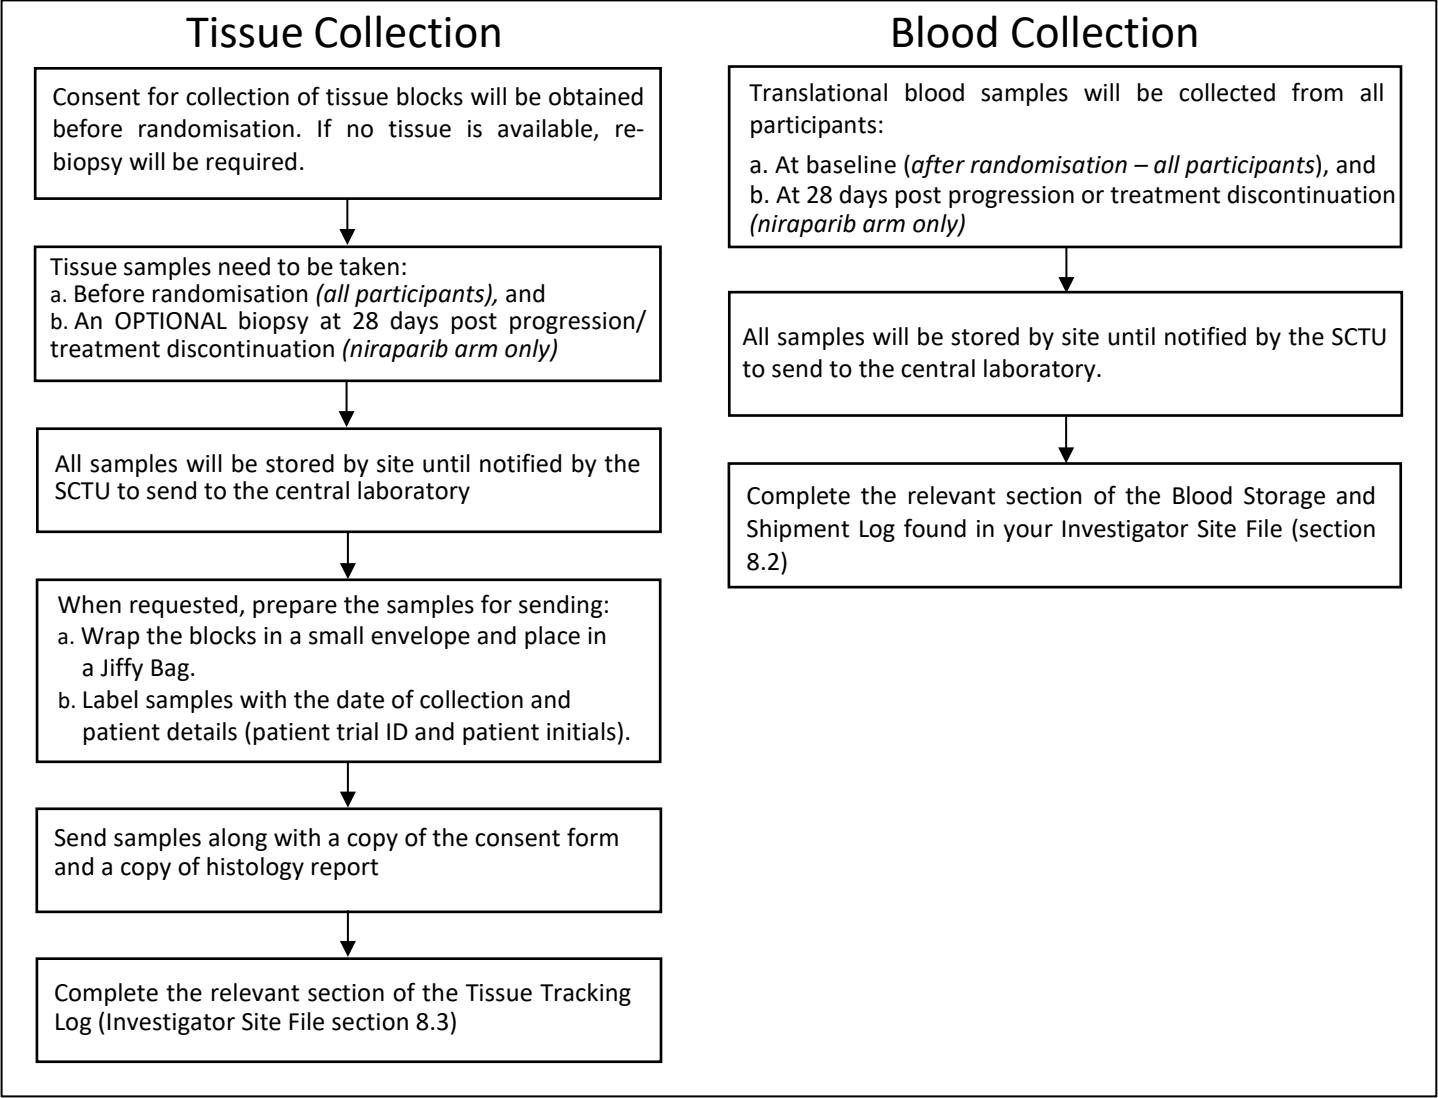 Tissue Collection
Consent for collection of tissue blocks will be obtained
before randomisation. If no tissue is available, re-
biopsy will be required.
Tissue samples need to be taken:
a. Before randomisation (all participants), and
b. An OPTIONAL biopsy at 28 days post progression/
treatment discontinuation (niraparib arm only)
All samples will be stored by site until notified by the
SCTU to send to the central laboratory
When requested, prepare the samples for sending:
a. Wrap the blocks in a small envelope and place in
a Jiffy Bag.
b. Label samples with the date of collection and
patient details (patient trial ID and patient initials).
Send samples along with a copy of the consent form
and a copy of histology report
Complete the relevant section of the Tissue Tracking
Log (Investigator Site File section 8.3)
Blood Collection
Translational blood samples will be collected from all
participants:
a. At baseline (after randomisation – all participants), and
b. At 28 days post progression or treatment discontinuation
(niraparib arm only)
All samples will be stored by site until notified by the SCTU
to send to the central laboratory.
Complete the relevant section of the Blood Storage and
Shipment Log found in your Investigator Site File (section
8.2)